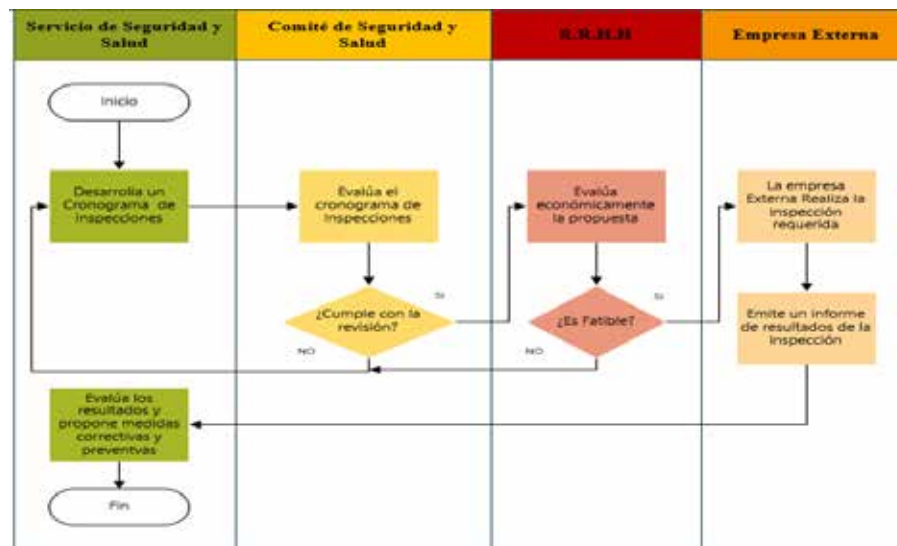 Servicio de Seguridad y
Salud
Comité de Seguridad y
Salud
R.R.H.H
Empresa Externa
Inicio
Desarrolla un
Cronograma de
Inspecciones
Evalúa el
cronograma de
Inspecciones
Evalúa
económicamente
la propuesta
La empresa
Externa Realiza la
inspección
requerida
SI
SI
¿Cumple con la
revisión?
¿Es Fatible?
Emite un informe
de resultados de la
inspección
NO
NO
Evalúa los
resultados y
propone medidas
correctivas y
preventvas
Fin